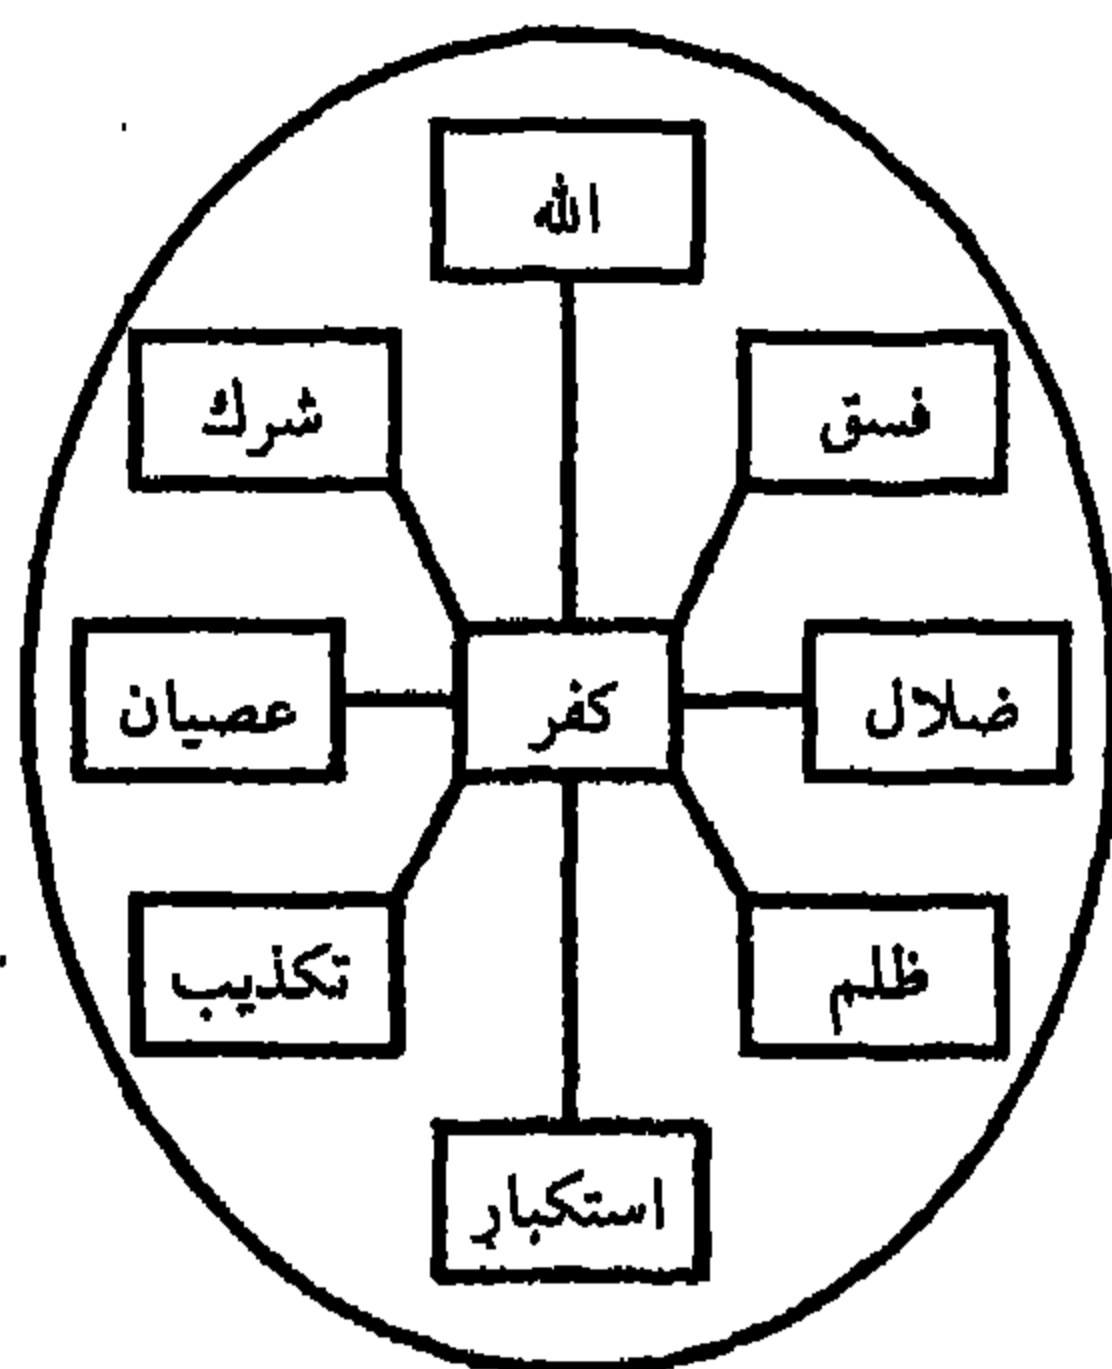 الله
فسق
شرك
ضلال
كفر
عصيان
ظلم
تكذيب
استكبار